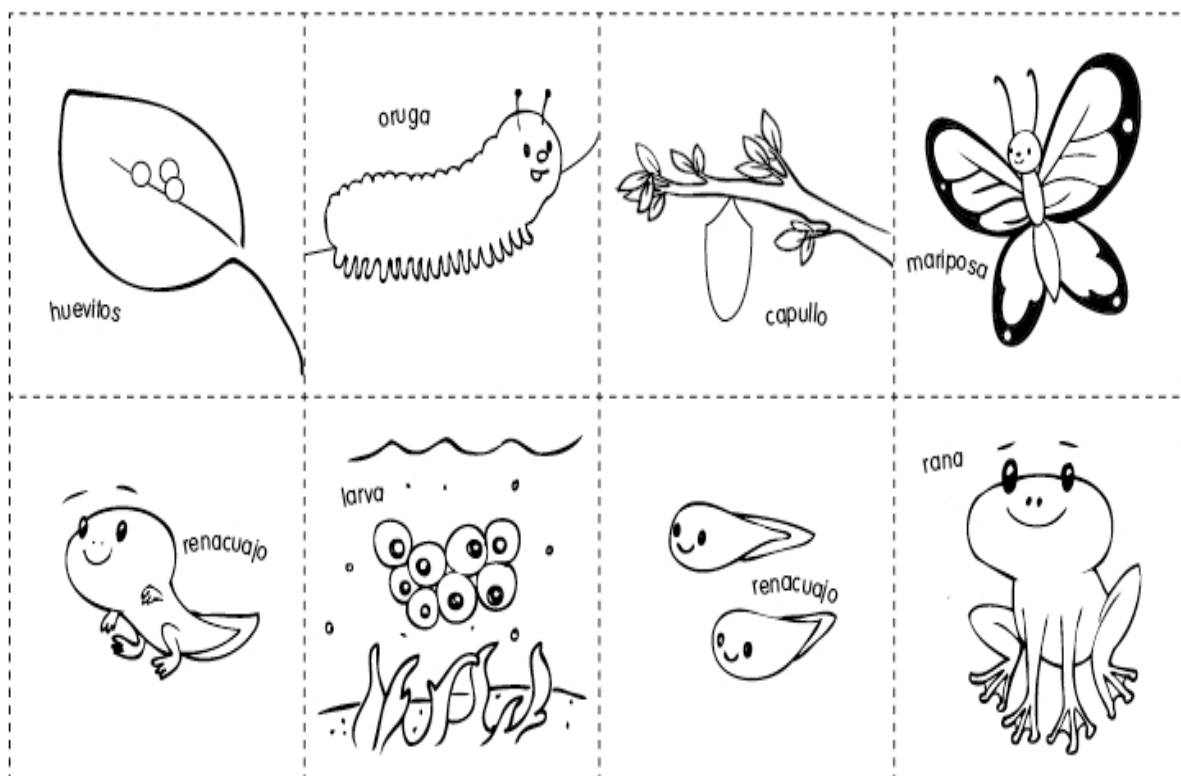 huevitos
oruga
capullo
mariposa
renacuajo
larva
renacuajo
rana